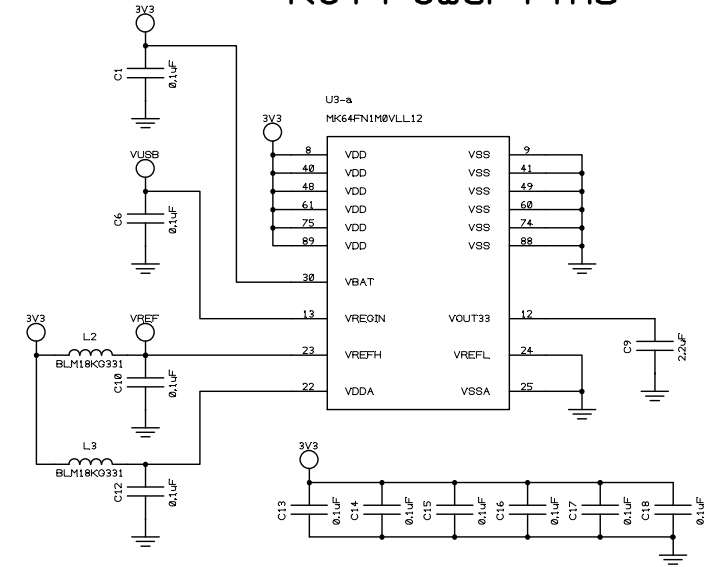 3V3
C1
0.1uF
U3-a
MK64FN1M0VLL12
3V3
VUSB
C6
0.1uF
8 VDD VSS 9
40 VDD VSS 41
48 VDD VSS 49
61 VDD VSS 60
75 VDD VSS 74
89 VDD VSS 88
30 VBAT
13 VREGIN VOUT33 12
23 VREFH VREFL 24
22 VDDA VSSA 25
3V3
VREF
L2
BLM18KG331
C10
0.1uF
C9
2.2uF
L3
BLM18KG331
C12
0.1uF
3V3
C13 0.1uF C14 0.1uF C15 0.1uF C16 0.1uF C17 0.1uF C18 0.1uF